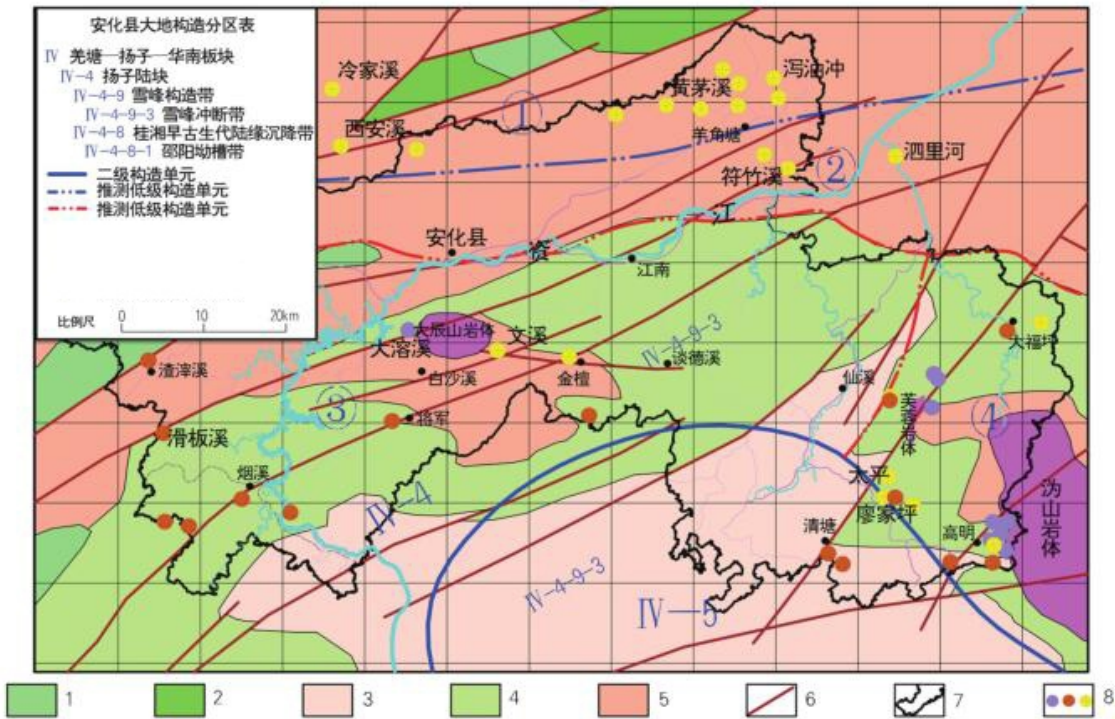 安化县大地构造分区表
IV 羌塘—扬子—华南板块
IV-4 扬子陆块
IV-4-9 雪峰构造带
IV-4-9-3 雪峰冲断带
IV-4-8 桂湘早古生代陆缘沉降带
IV-4-8-1 邵阳坳槽带
二级构造单元
推测低级构造单元
推测低级构造单元
比例尺 0 10 20km
冷家溪
黄茅溪
泻油冲
①
西安溪
羊角塘
②
泗里河
符竹溪
江
安化县
资
江南
大辰山岩体
文溪
大溶溪
IV-4-9-3
大福坪
渣滓溪
白沙溪
金檀
谈德溪
仙溪
③
将军
芙蓉岩体
④
滑板溪
烟溪
太平
沩山岩体
IV-4
廖家坪
清塘
高明
IV-4-9-3
IV—5
1 2 3 4 5 6 7 8